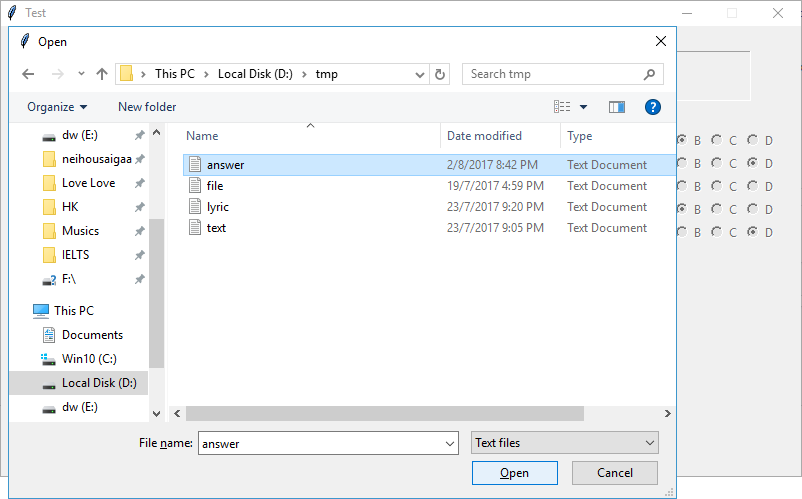 Test
Open
This PC > Local Disk (D:) > tmp
Search tmp
Organize
New folder
?
Name
Date modified
Type
dw (E:)
neihousaigaa
Love Love
HK
Musics
IELTS
F:\
This PC
Documents
Win10 (C:)
Local Disk (D:)
dw (E:)
answer 2/8/2017 8:42 PM Text Document
file 19/7/2017 4:59 PM Text Document
lyric 23/7/2017 9:20 PM Text Document
text 23/7/2017 9:05 PM Text Document
B C D
B C D
B C D
B C D
B C D
File name: answer
Text files
Open
Cancel